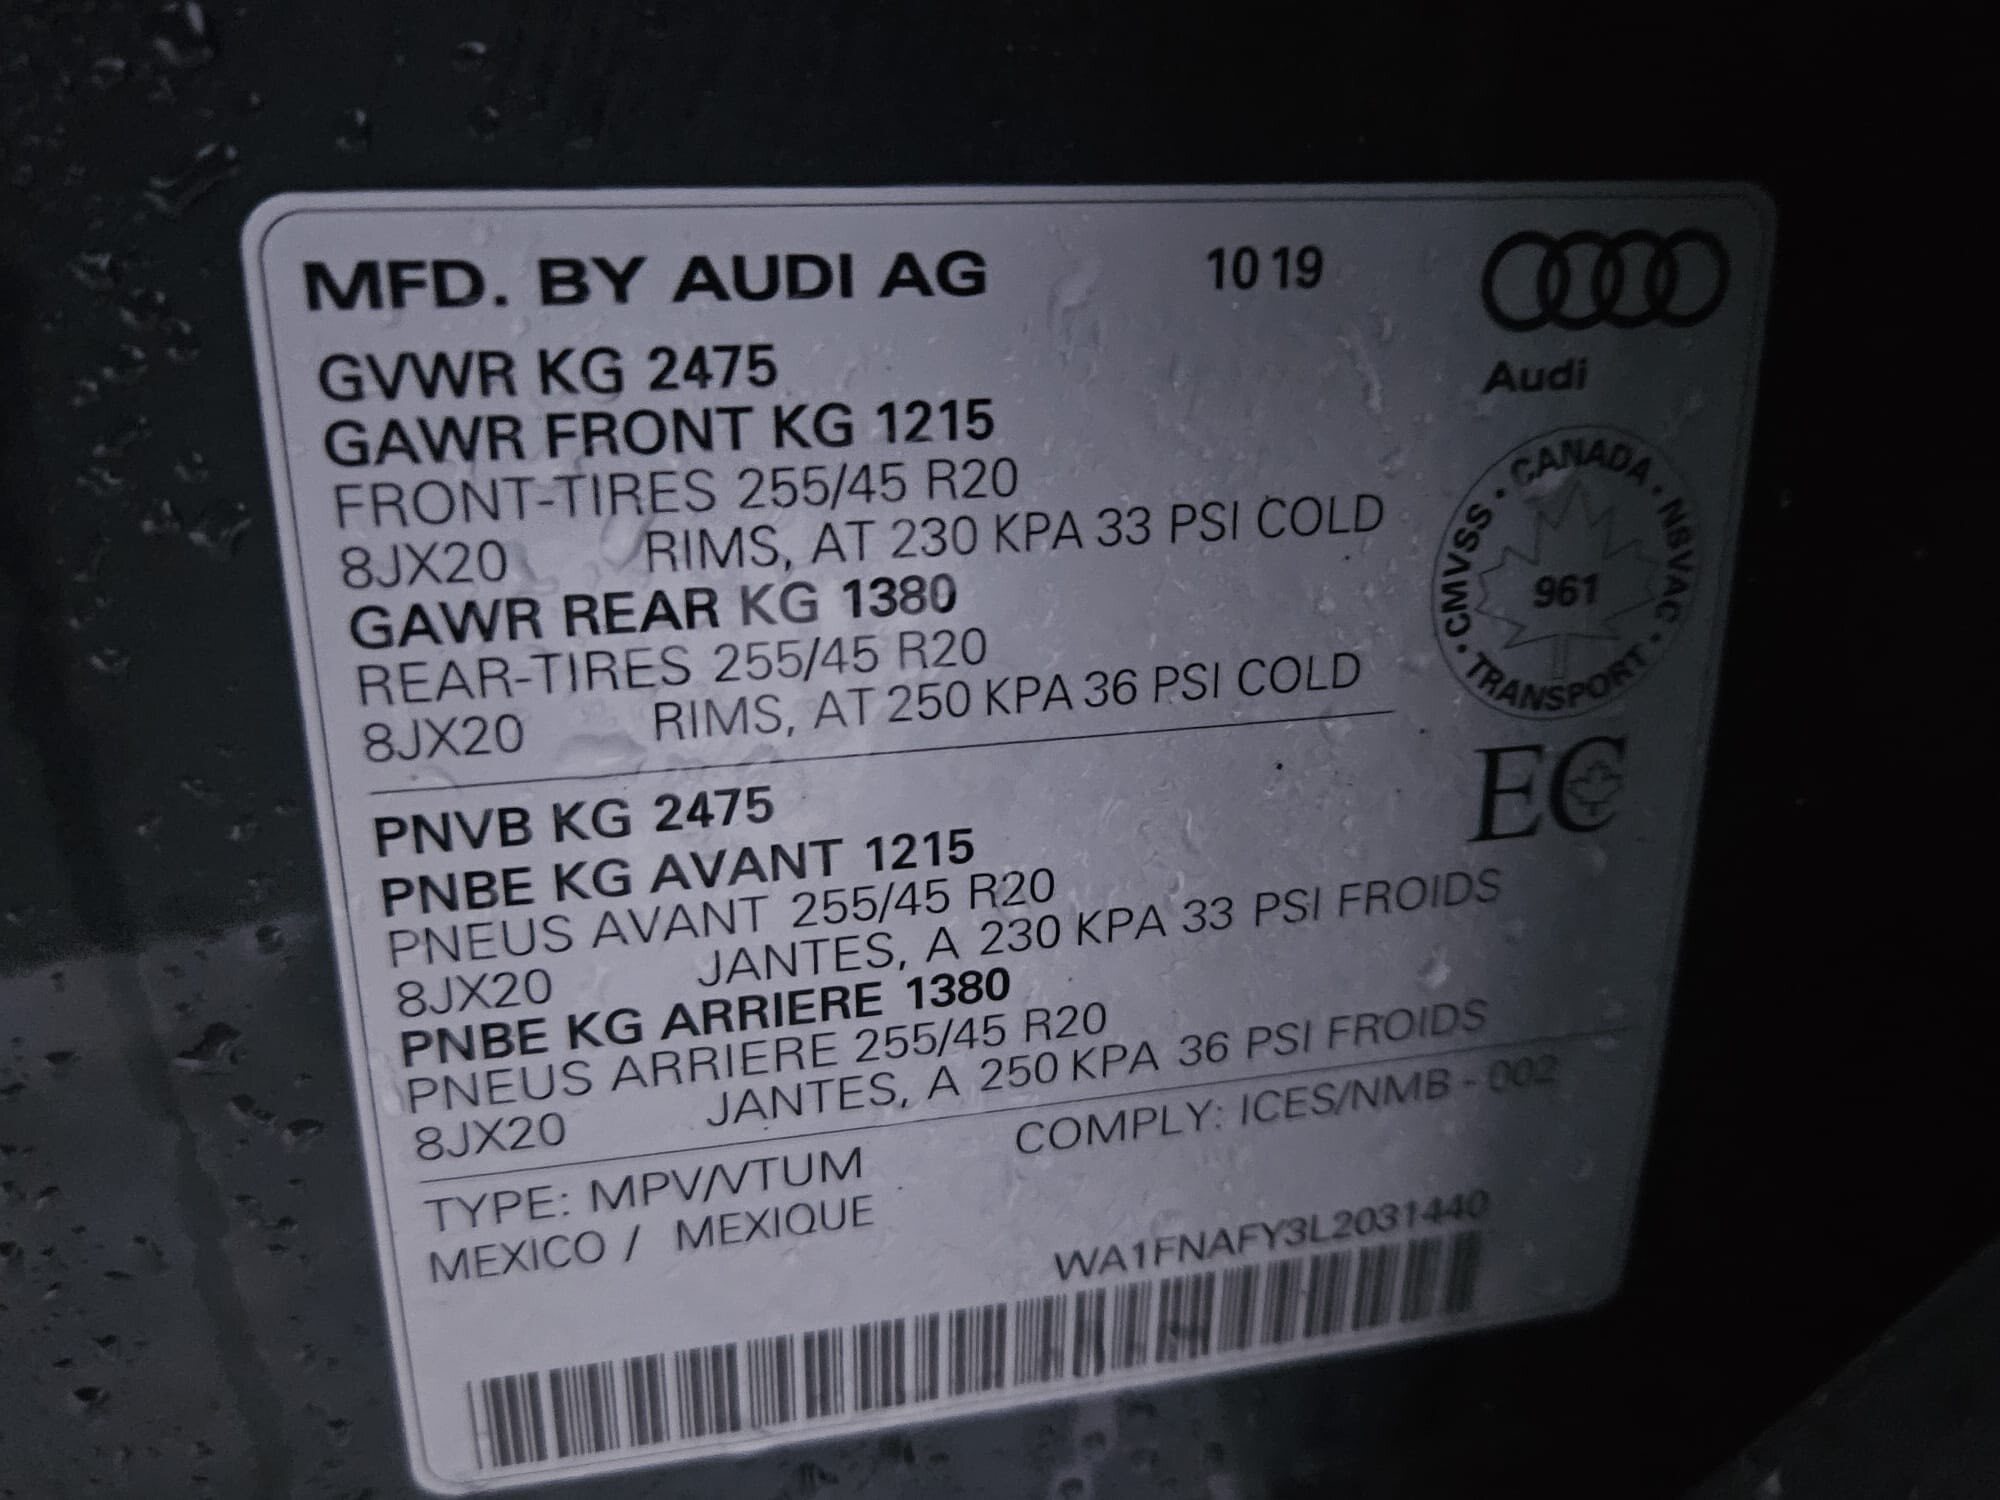 MFD. BY AUDI AG 10 19
Audi
GVWR KG 2475
GAWR FRONT KG 1215
FRONT-TIRES 255/45 R20
8JX20 RIMS, AT 230 KPA 33 PSI COLD
GAWR REAR KG 1380
REAR-TIRES 255/45 R20
8JX20 RIMS, AT 250 KPA 36 PSI COLD
CANADA · NSVAC · TRANSPORT · CMVSS ·
961
EC
PNVB KG 2475
PNBE KG AVANT 1215
PNEUS AVANT 255/45 R20
8JX20 JANTES, A 230 KPA 33 PSI FROIDS
PNBE KG ARRIERE 1380
PNEUS ARRIERE 255/45 R20
8JX20 JANTES, A 250 KPA 36 PSI FROIDS
TYPE: MPV/VTUM COMPLY: ICES/NMB - 002
MEXICO / MEXIQUE
WA1FNAFY3L2031440